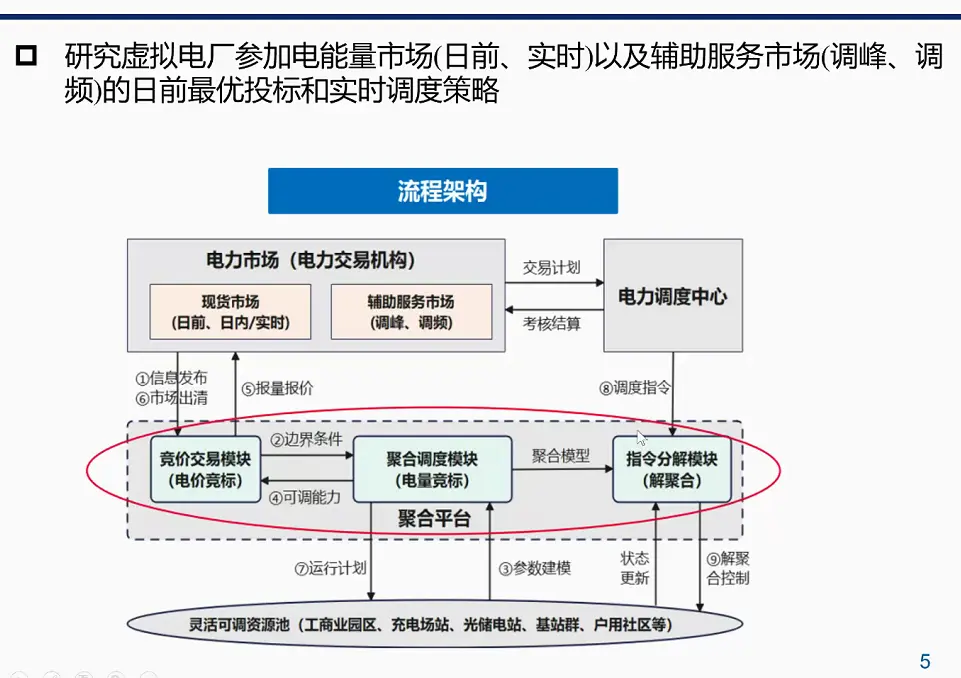 研究虚拟电厂参加电能量市场(日前、实时)以及辅助服务市场(调峰、调
频)的日前最优投标和实时调度策略
流程架构
电力市场（电力交易机构）
现货市场
(日前、日内/实时)
辅助服务市场
(调峰、调频)
交易计划
考核结算
电力调度中心
①信息发布
⑥市场出清
⑤报量报价
⑧调度指令
竞价交易模块
(电价竞标)
②边界条件
④可调能力
聚合调度模块
(电量竞标)
聚合模型
指令分解模块
(解聚合)
聚合平台
⑦运行计划
③参数建模
状态
更新
⑨解聚
合控制
灵活可调资源池（工商业园区、充电场站、光储电站、基站群、户用社区等）
5